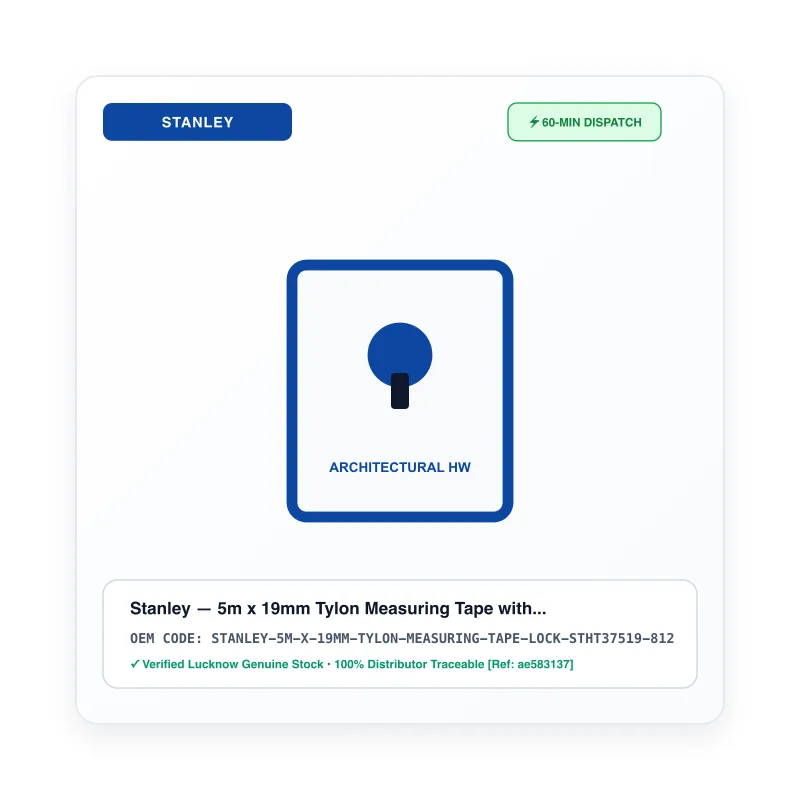 STANLEY
⚡ 60-MIN DISPATCH
ARCHITECTURAL HW
Stanley — 5m x 19mm Tylon Measuring Tape with...
OEM CODE: STANLEY-5M-X-19MM-TYLON-MEASURING-TAPE-LOCK-STHT37519-812
✓ Verified Lucknow Genuine Stock · 100% Distributor Traceable [Ref: ae583137]